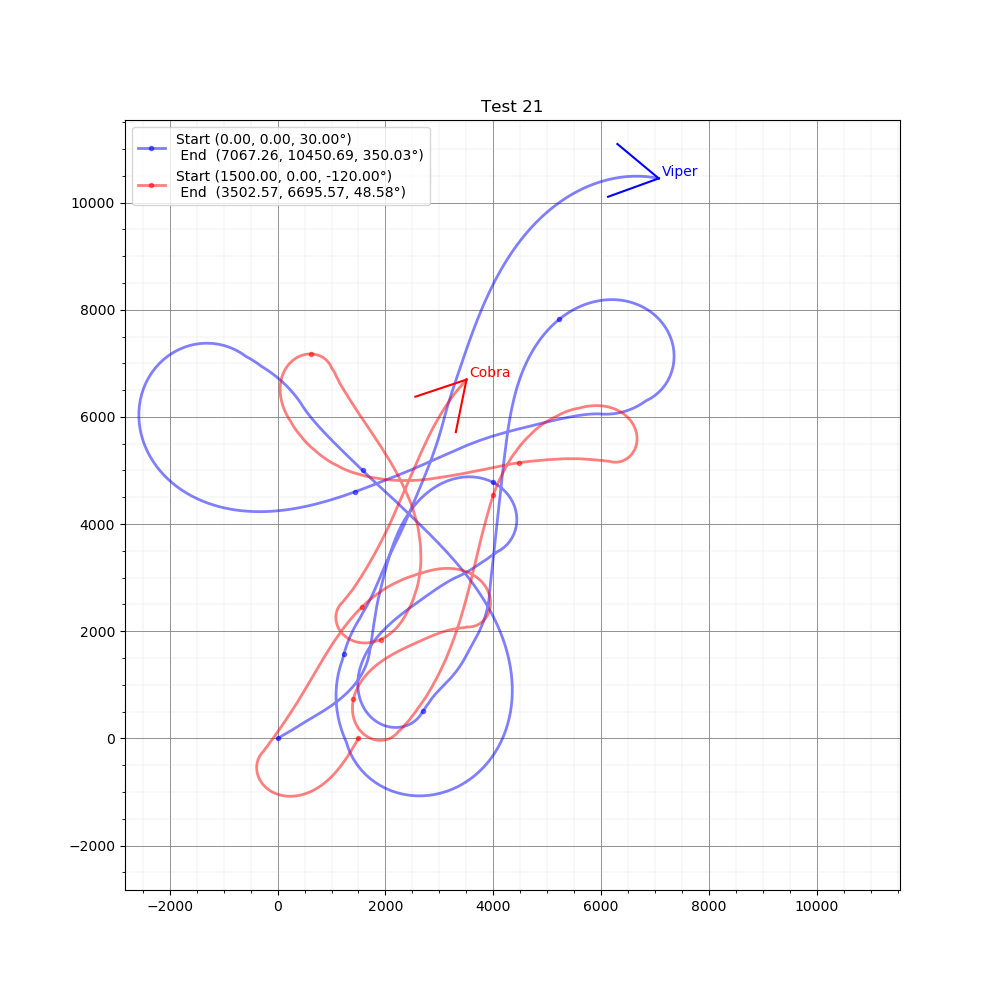 Test 21
Start (0.00, 0.00, 30.00°)
End  (7067.26, 10450.69, 350.03°)
Start (1500.00, 0.00, -120.00°)
End  (3502.57, 6695.57, 48.58°)
Viper
Cobra
10000
8000
6000
4000
2000
0
−2000
−2000 0 2000 4000 6000 8000 10000